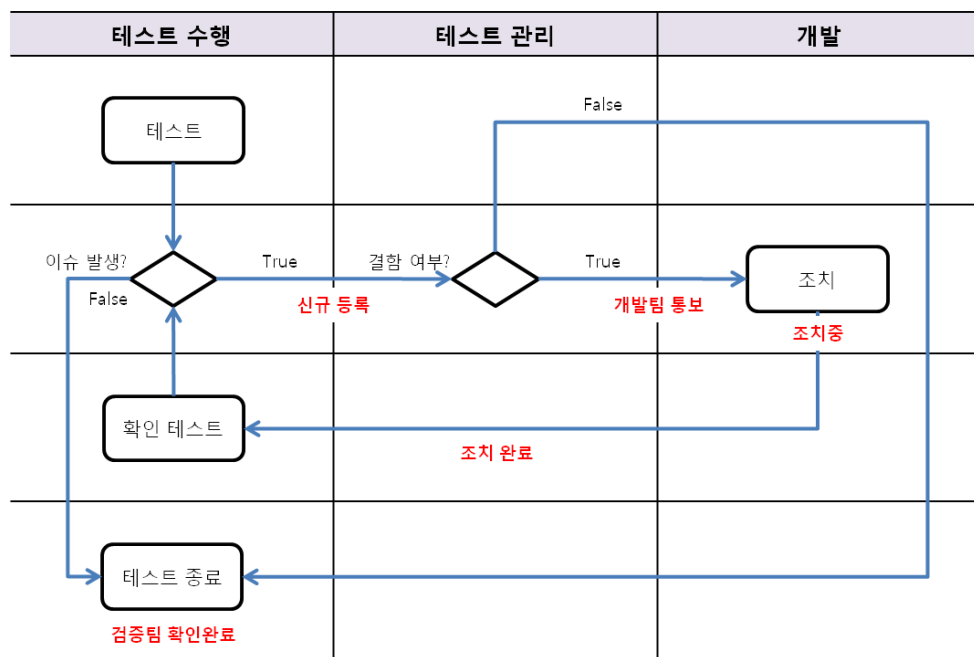 테스트 수행
테스트 관리
개발
False
테스트
이슈 발생?
True
결함 여부?
True
조치
False
신규 등록
개발팀 통보
조치중
확인 테스트
조치 완료
테스트 종료
검증팀 확인완료